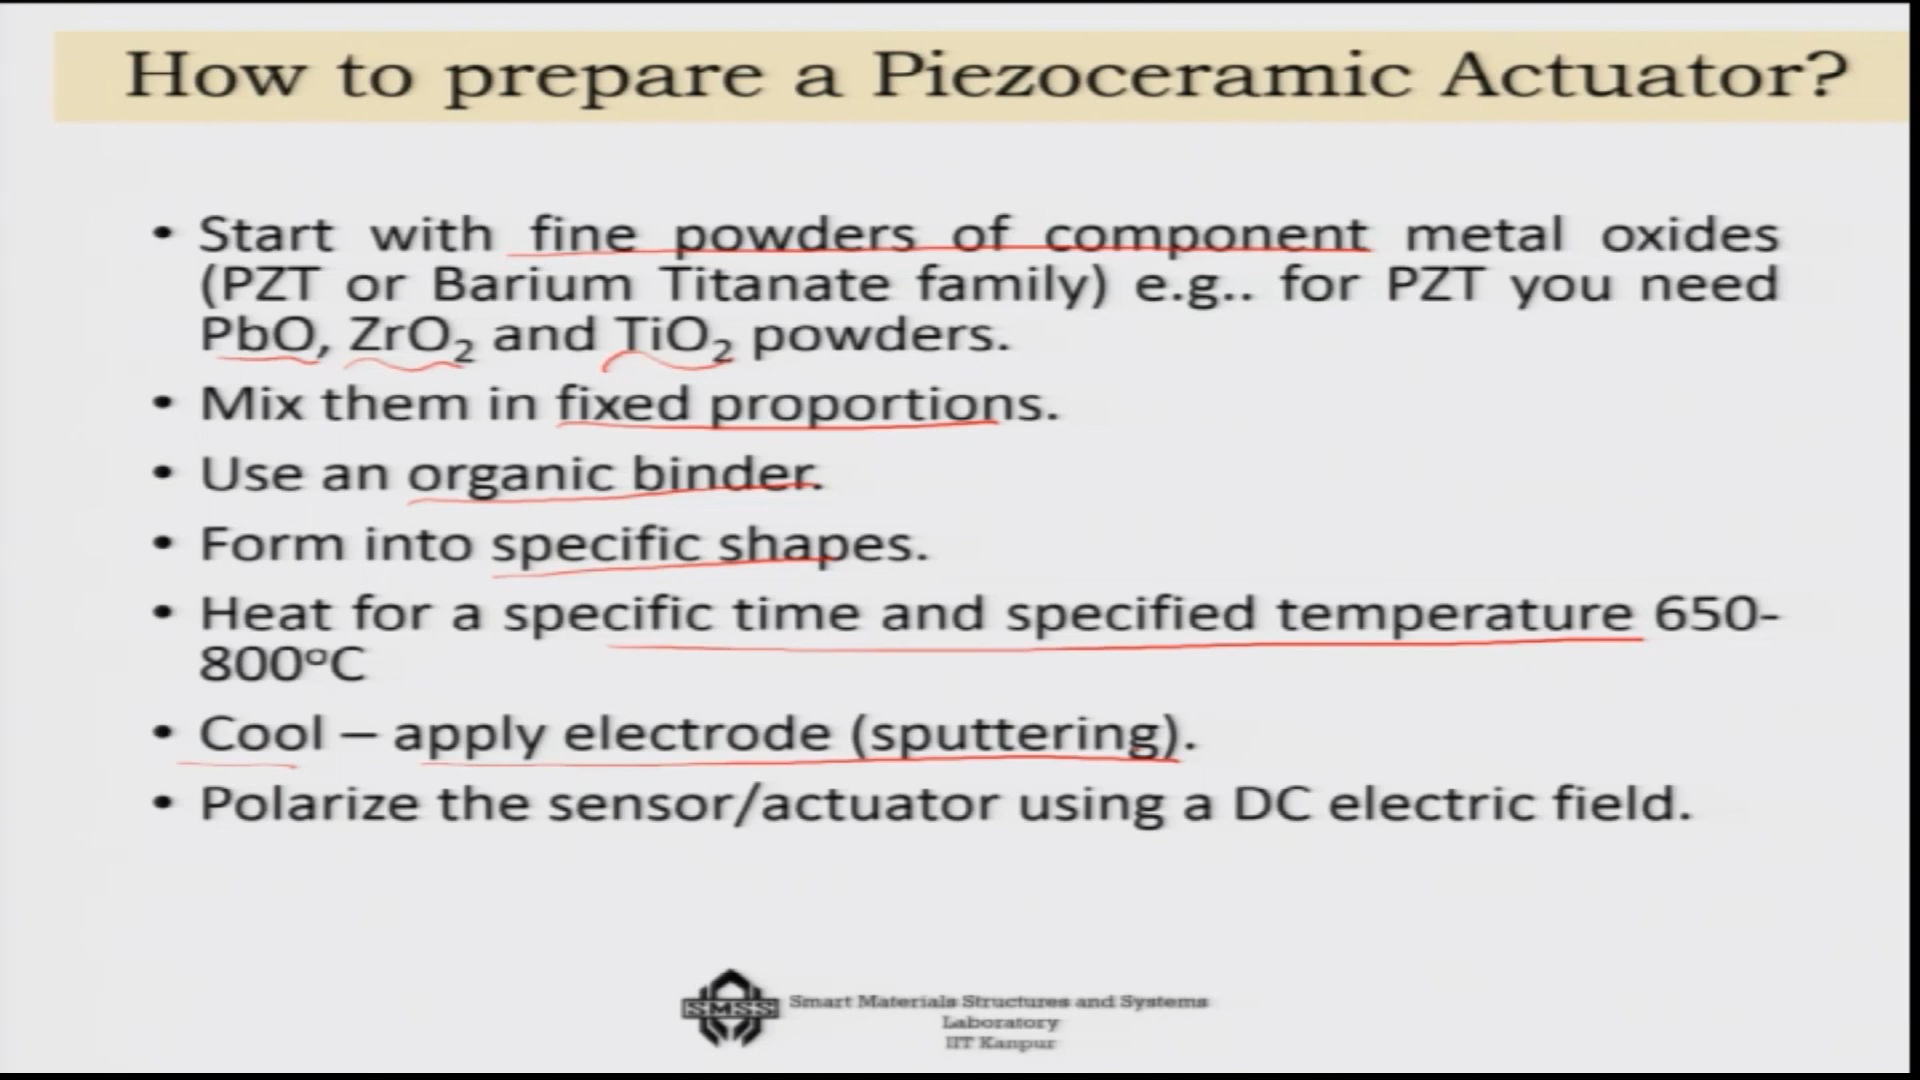 How to prepare a Piezoceramic Actuator?
• Start with fine powders of component metal oxides
(PZT or Barium Titanate family) e.g.. for PZT you need
PbO, ZrO₂ and TiO₂ powders.
• Mix them in fixed proportions.
• Use an organic binder.
• Form into specific shapes.
• Heat for a specific time and specified temperature 650-
800°C
• Cool – apply electrode (sputtering).
• Polarize the sensor/actuator using a DC electric field.
SMSS
Smart Materials Structures and Systems
Laboratory
IIT Kanpur